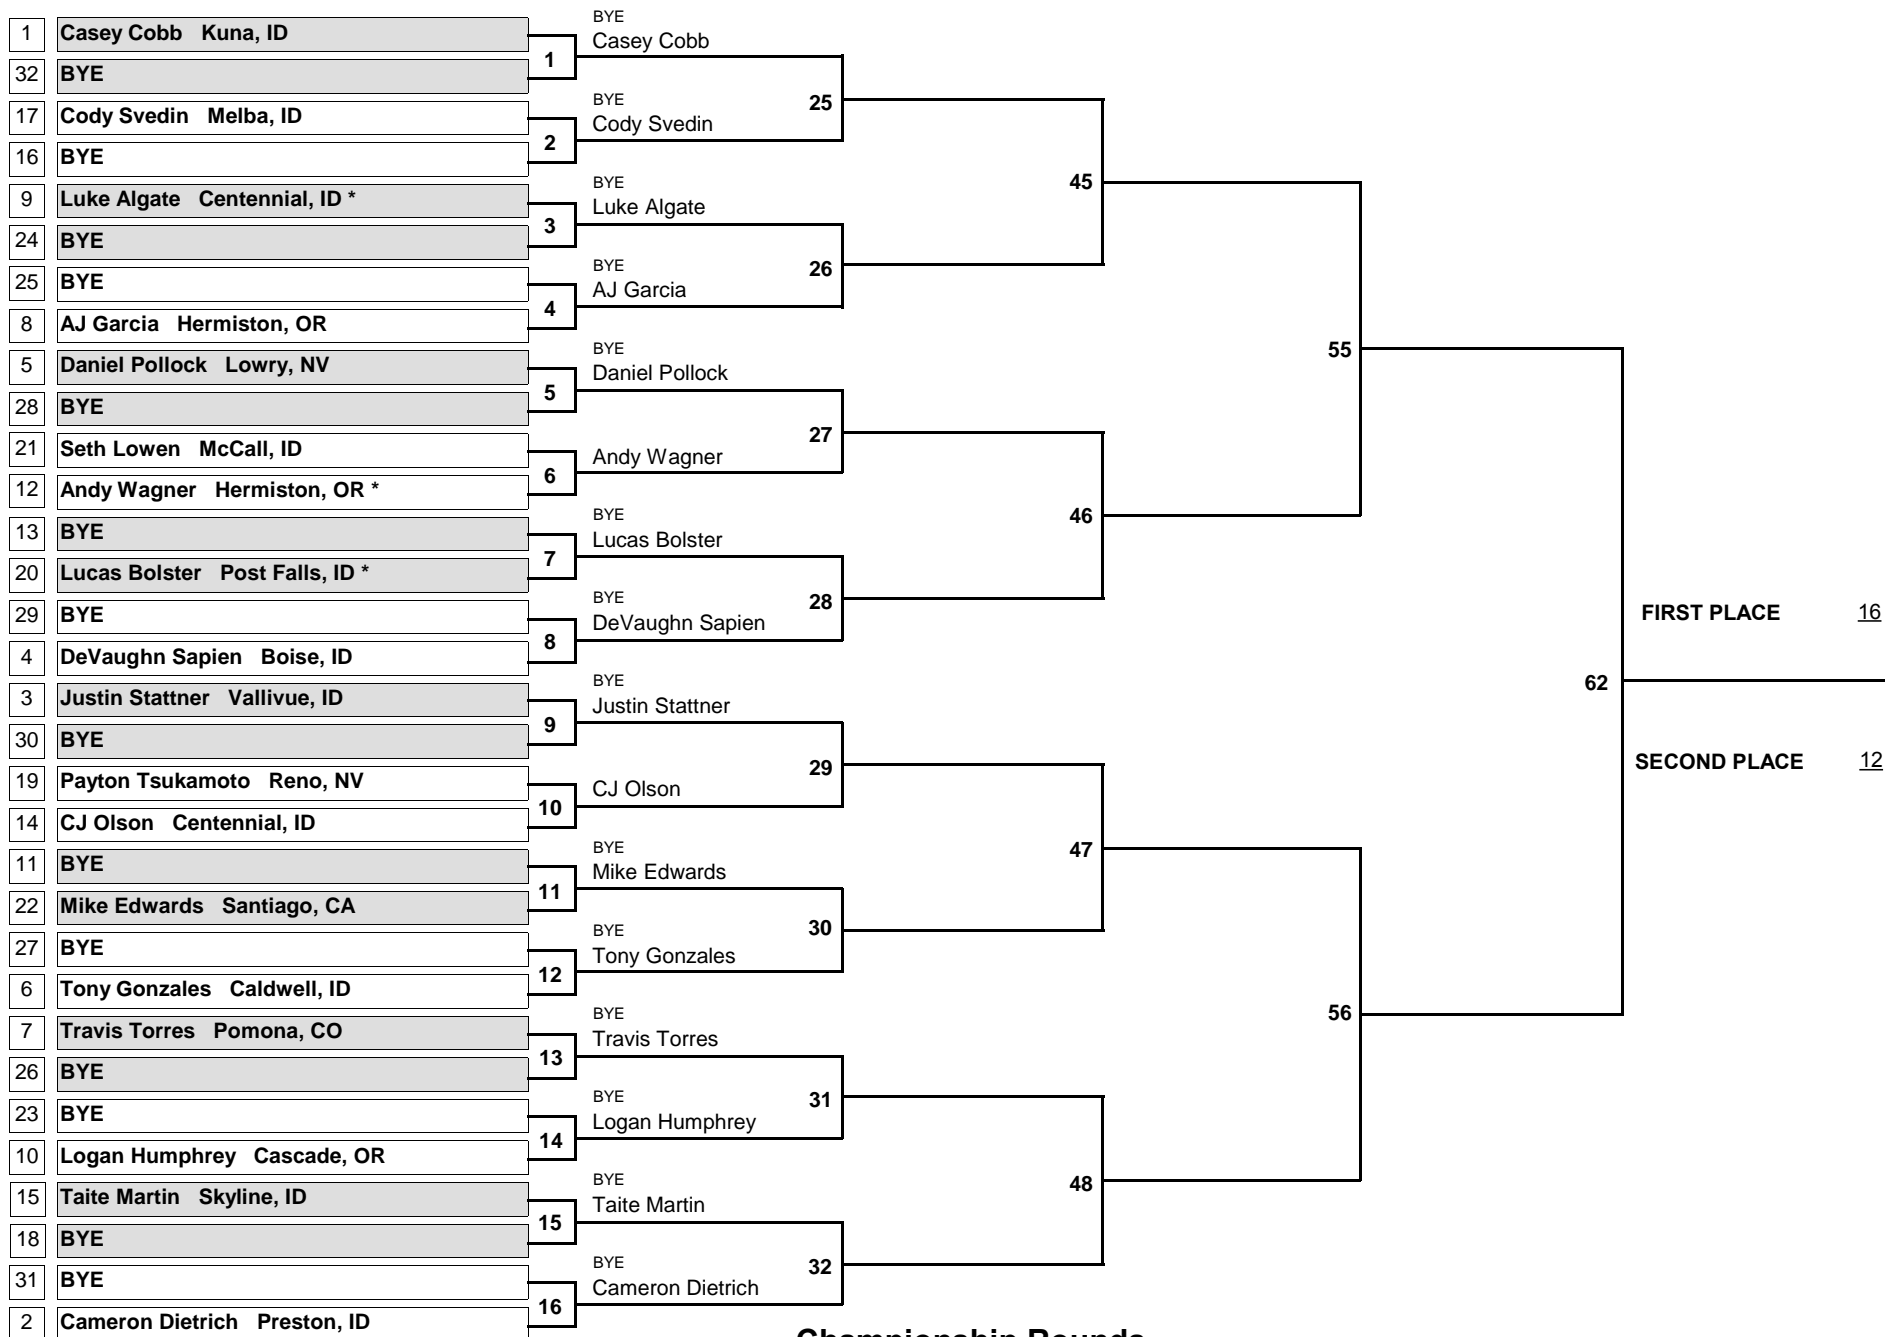 1 Casey Cobb Kuna, ID
32 BYE
17 Cody Svedin Melba, ID
16 BYE
9 Luke Algate Centennial, ID *
24 BYE
25 BYE
8 AJ Garcia Hermiston, OR
5 Daniel Pollock Lowry, NV
28 BYE
21 Seth Lowen McCall, ID
12 Andy Wagner Hermiston, OR *
13 BYE
20 Lucas Bolster Post Falls, ID *
29 BYE
4 DeVaughn Sapien Boise, ID
3 Justin Stattner Vallivue, ID
30 BYE
19 Payton Tsukamoto Reno, NV
14 CJ Olson Centennial, ID
11 BYE
22 Mike Edwards Santiago, CA
27 BYE
6 Tony Gonzales Caldwell, ID
7 Travis Torres Pomona, CO
26 BYE
23 BYE
10 Logan Humphrey Cascade, OR
15 Taite Martin Skyline, ID
18 BYE
31 BYE
2 Cameron Dietrich Preston, ID
1
2
3
4
5
6
7
8
9
10
11
12
13
14
15
16
BYE
Casey Cobb
BYE
Cody Svedin
BYE
Luke Algate
BYE
AJ Garcia
BYE
Daniel Pollock
Andy Wagner
BYE
Lucas Bolster
BYE
DeVaughn Sapien
BYE
Justin Stattner
CJ Olson
BYE
Mike Edwards
BYE
Tony Gonzales
BYE
Travis Torres
BYE
Logan Humphrey
BYE
Taite Martin
BYE
Cameron Dietrich
25
26
27
28
29
30
31
32
45
46
47
48
55
56
62
FIRST PLACE 16
SECOND PLACE 12
Championship Rounds